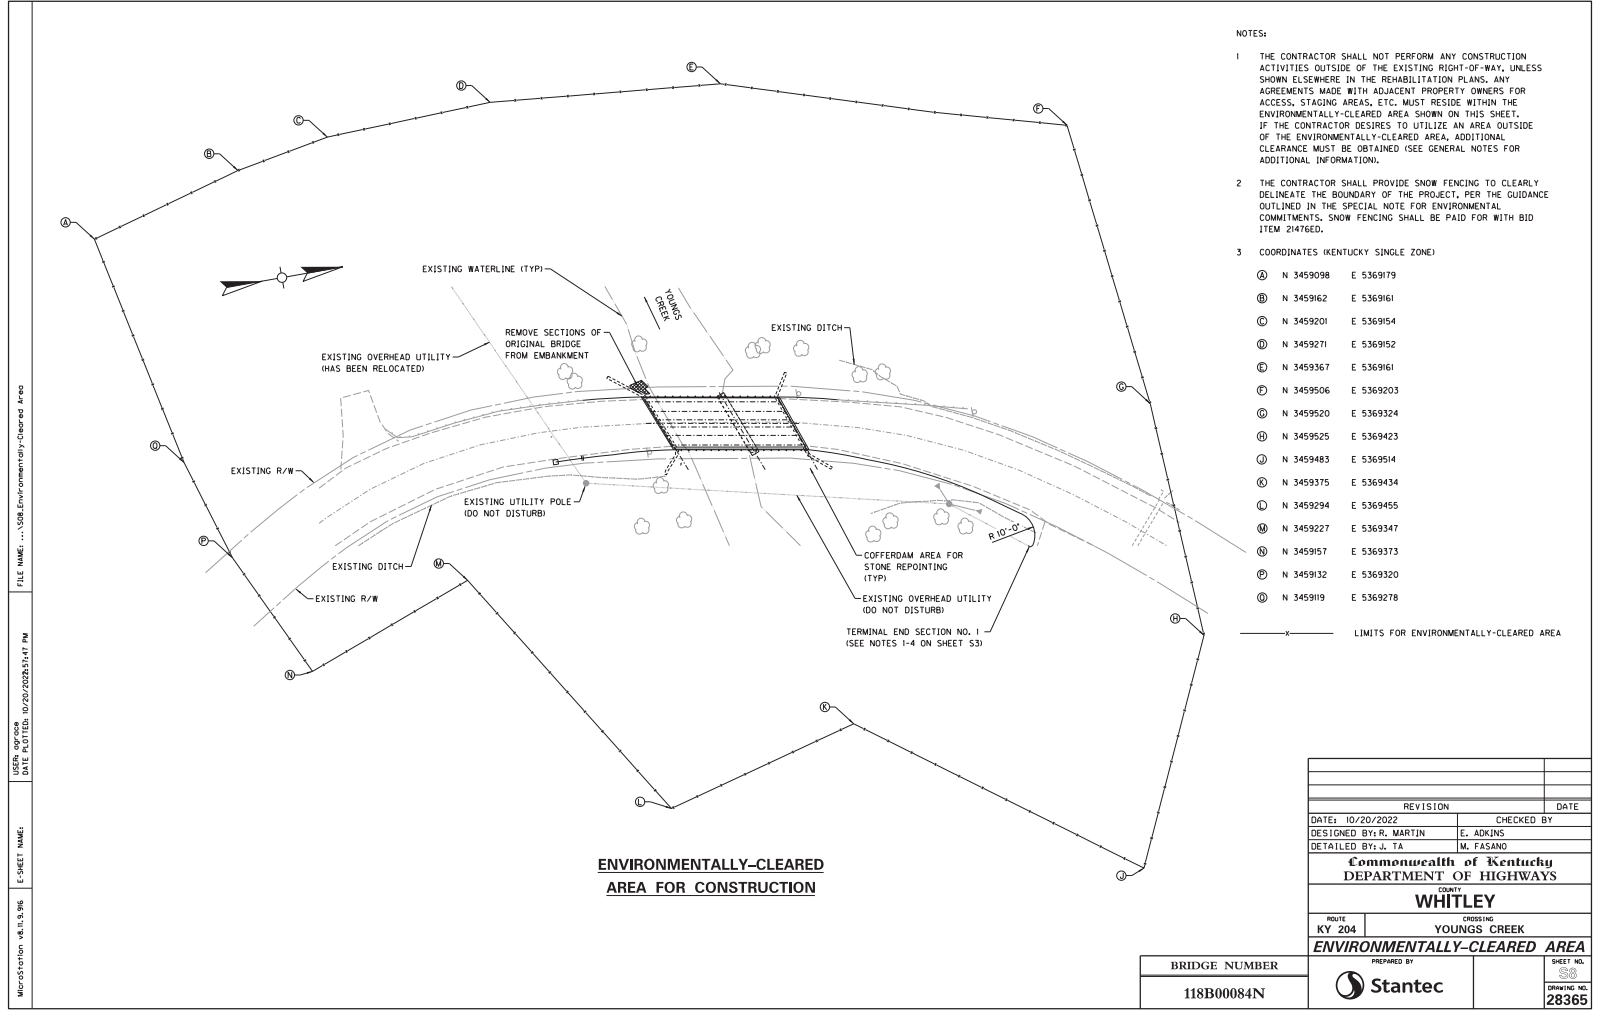 NOTES:
1 THE CONTRACTOR SHALL NOT PERFORM ANY CONSTRUCTION
ACTIVITIES OUTSIDE OF THE EXISTING RIGHT-OF-WAY, UNLESS
SHOWN ELSEWHERE IN THE REHABILITATION PLANS. ANY
AGREEMENTS MADE WITH ADJACENT PROPERTY OWNERS FOR
ACCESS, STAGING AREAS, ETC. MUST RESIDE WITHIN THE
ENVIRONMENTALLY-CLEARED AREA SHOWN ON THIS SHEET.
IF THE CONTRACTOR DESIRES TO UTILIZE AN AREA OUTSIDE
OF THE ENVIRONMENTALLY-CLEARED AREA, ADDITIONAL
CLEARANCE MUST BE OBTAINED (SEE GENERAL NOTES FOR
ADDITIONAL INFORMATION).
2 THE CONTRACTOR SHALL PROVIDE SNOW FENCING TO CLEARLY
DELINEATE THE BOUNDARY OF THE PROJECT, PER THE GUIDANCE
OUTLINED IN THE SPECIAL NOTE FOR ENVIRONMENTAL
COMMITMENTS. SNOW FENCING SHALL BE PAID FOR WITH BID
ITEM 21476ED.
3 COORDINATES (KENTUCKY SINGLE ZONE)
A N 3459098 E 5369179
B N 3459162 E 5369161
C N 3459201 E 5369154
D N 3459271 E 5369152
E N 3459367 E 5369161
F N 3459506 E 5369203
G N 3459520 E 5369324
H N 3459525 E 5369423
J N 3459483 E 5369514
K N 3459375 E 5369434
L N 3459294 E 5369455
M N 3459227 E 5369347
N N 3459157 E 5369373
P N 3459132 E 5369320
Q N 3459119 E 5369278
X LIMITS FOR ENVIRONMENTALLY-CLEARED AREA
A
B
C
D
E
F
G
H
J
K
L
M
N
P
Q
EXISTING WATERLINE (TYP)
YOUNGS
CREEK
REMOVE SECTIONS OF
ORIGINAL BRIDGE
FROM EMBANKMENT
EXISTING DITCH
EXISTING OVERHEAD UTILITY
(HAS BEEN RELOCATED)
EXISTING R/W
EXISTING UTILITY POLE
(DO NOT DISTURB)
EXISTING DITCH
EXISTING R/W
R 10'-0"
COFFERDAM AREA FOR
STONE REPOINTING
(TYP)
EXISTING OVERHEAD UTILITY
(DO NOT DISTURB)
TERMINAL END SECTION NO. 1
(SEE NOTES 1-4 ON SHEET S3)
ENVIRONMENTALLY-CLEARED
AREA FOR CONSTRUCTION
REVISION DATE
DATE: 10/20/2022 CHECKED BY
DESIGNED BY: R. MARTIN E. ADKINS
DETAILED BY: J. TA M. FASANO
Commonwealth of Kentucky
DEPARTMENT OF HIGHWAYS
COUNTY
WHITLEY
ROUTE CROSSING
KY 204 YOUNGS CREEK
ENVIRONMENTALLY-CLEARED AREA
PREPARED BY
Stantec
SHEET NO.
S8
DRAWING NO.
28365
BRIDGE NUMBER
118B00084N
FILE NAME: ...\S08.Environmentally-Cleared Area
USER: agrace
DATE PLOTTED: 10/20/2022 2:57:47 PM
E-SHEET NAME:
MicroStation v8.11.9.916